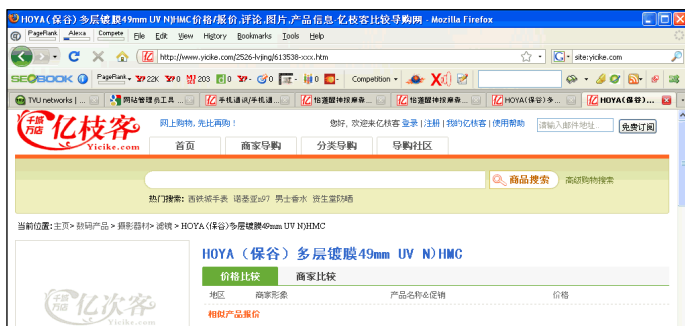 HOYA(保谷)多层镀膜49mm UV N)HMC价格/报价,评论,图片,产品信息-亿枝客比较导购网 - Mozilla Firefox
PageRank Alexa Compete File Edit View History Bookmarks Tools Help
http://www.yicike.com/2526-lvjing/613538-xxx.htm
site:yicike.com
SEOBOOK PageRank 22K 0 203 0 0 0 Competition
TVU networks | ... 网站管理员工具 ... 手机通讯/手机通... HOYA(保谷)多... HOYA(保谷)...
千族万店 亿枝客 Yicike.com
网上购物,先比再购! 您好,欢迎来亿枝客 登录 | 注册 | 我的亿枝客 | 使用帮助 请输入邮件地址.. 免费订阅
首页 商家导购 分类导购 导购社区
商品搜索 高级购物搜索
热门搜索: 西铁城手表 诺基亚n97 男士香水 资生堂防晒
当前位置:主页> 数码产品 > 摄影器材> 滤镜 > HOYA(保谷)多层镀膜49mm UV N)HMC
HOYA(保谷)多层镀膜49mm UV N)HMC
价格比较 商家比较
地区 商家形象 产品名称&促销 价格
相似产品报价
亿次客 Yicike.com